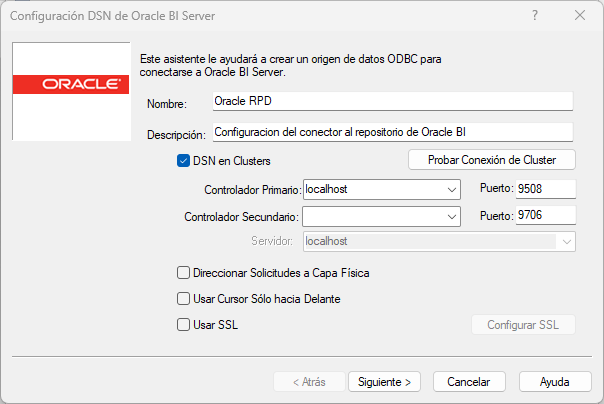 Configuración DSN de Oracle BI Server
ORACLE
Este asistente le ayudará a crear un origen de datos ODBC para
conectarse a Oracle BI Server.
Nombre: Oracle RPD
Descripción: Configuracion del conector al repositorio de Oracle BI
DSN en Clusters Probar Conexión de Cluster
Controlador Primario: localhost Puerto: 9508
Controlador Secundario: Puerto: 9706
Servidor: localhost
Direccionar Solicitudes a Capa Física
Usar Cursor Sólo hacia Delante
Usar SSL Configurar SSL
< Atrás Siguiente > Cancelar Ayuda